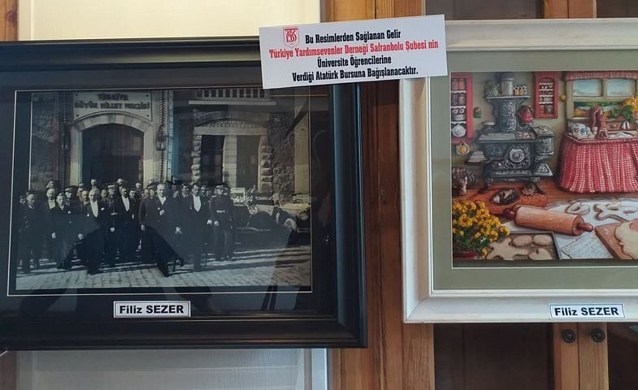 Bu Resimlerden Sağlanan Gelir
Türkiye Yardımsevenler Derneği Safranbolu Şubesi nin
Üniversite Öğrencilerine
Verdiği Atatürk Bursuna Bağışlanacaktır.
TÜRKİYE
BÜYÜK MİLLET MECLİSİ
Filiz SEZER
Filiz SEZER